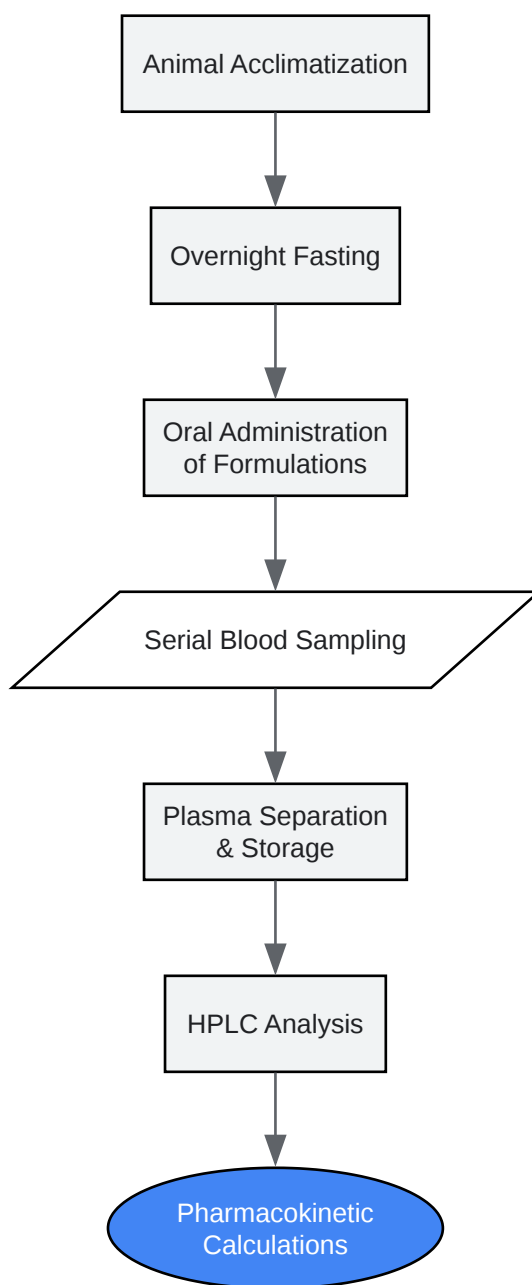 Animal Acclimatization
Overnight Fasting
Oral Administration
of Formulations
Serial Blood Sampling
Plasma Separation
& Storage
HPLC Analysis
Pharmacokinetic
Calculations